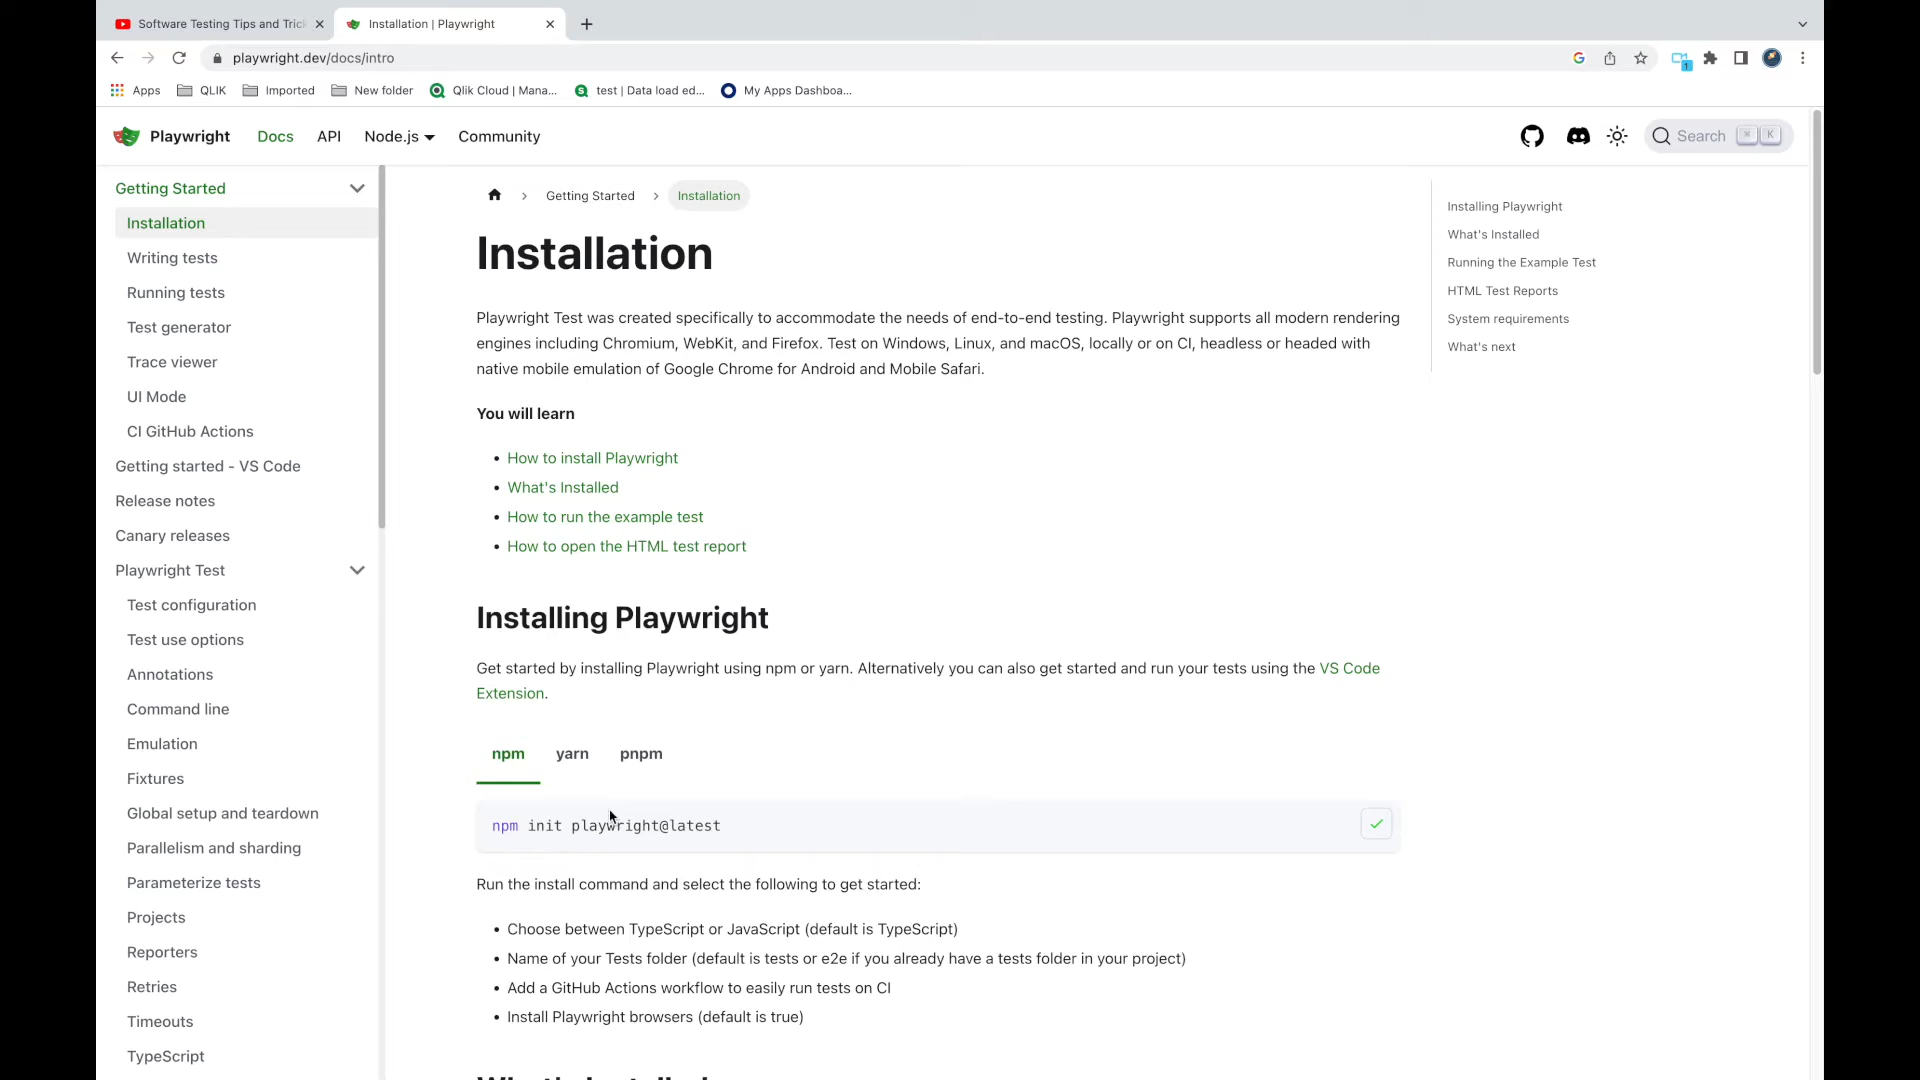 Software Testing Tips and Tric
Installation | Playwright
playwright.dev/docs/intro
1
Apps
QLIK
Imported
New folder
Qlik Cloud | Mana...
test | Data load ed...
My Apps Dashboa...
Playwright
Docs
API
Node.js
Community
Search
⌘ K
Getting Started
Installation
Writing tests
Running tests
Test generator
Trace viewer
UI Mode
CI GitHub Actions
Getting started - VS Code
Release notes
Canary releases
Playwright Test
Test configuration
Test use options
Annotations
Command line
Emulation
Fixtures
Global setup and teardown
Parallelism and sharding
Parameterize tests
Projects
Reporters
Retries
Timeouts
TypeScript
Getting Started
Installation
Installation
Playwright Test was created specifically to accommodate the needs of end-to-end testing. Playwright supports all modern rendering
engines including Chromium, WebKit, and Firefox. Test on Windows, Linux, and macOS, locally or on CI, headless or headed with
native mobile emulation of Google Chrome for Android and Mobile Safari.
You will learn
• How to install Playwright
• What's Installed
• How to run the example test
• How to open the HTML test report
Installing Playwright
Get started by installing Playwright using npm or yarn. Alternatively you can also get started and run your tests using the VS Code
Extension.
npm
yarn
pnpm
npm init playwright@latest
Run the install command and select the following to get started:
• Choose between TypeScript or JavaScript (default is TypeScript)
• Name of your Tests folder (default is tests or e2e if you already have a tests folder in your project)
• Add a GitHub Actions workflow to easily run tests on CI
• Install Playwright browsers (default is true)
Installing Playwright
What's Installed
Running the Example Test
HTML Test Reports
System requirements
What's next